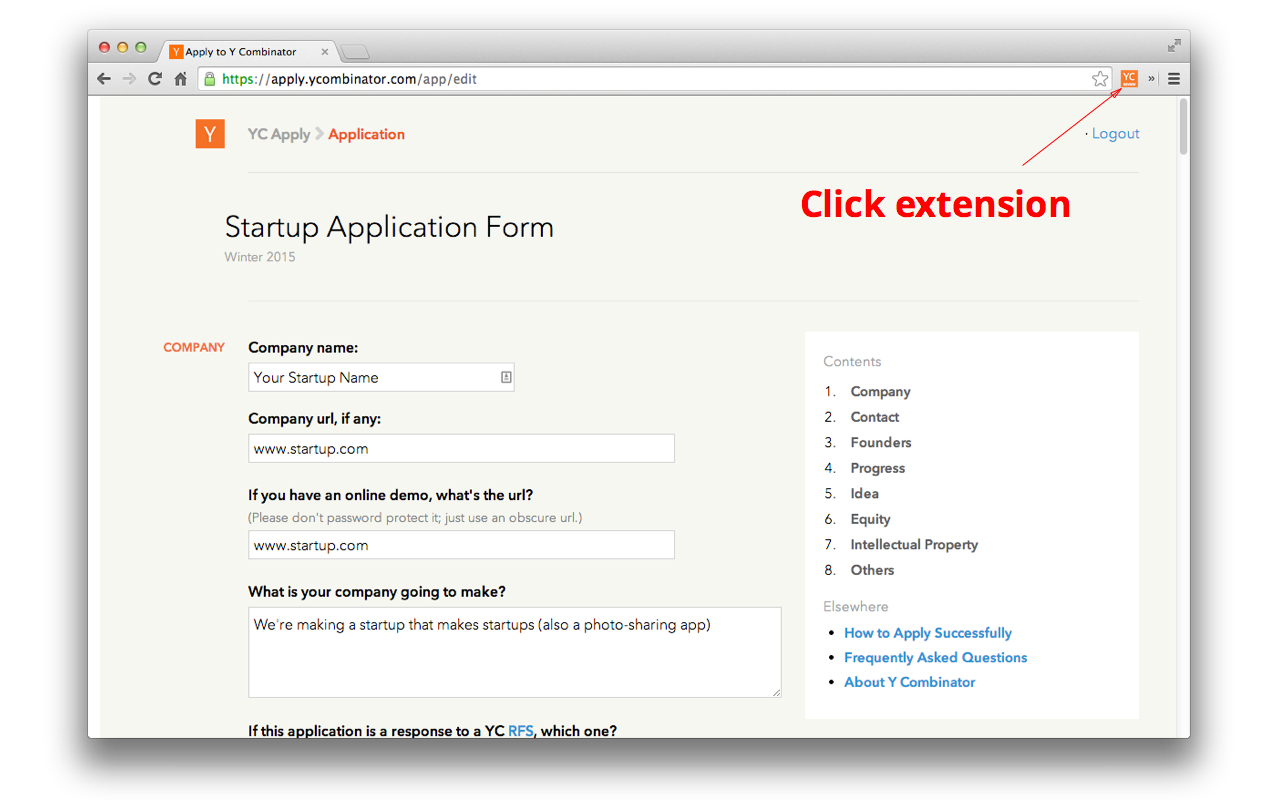 Apply to Y Combinator
https://apply.ycombinator.com/app/edit
YC
Y
YC Apply Application
· Logout
Click extension
Startup Application Form
Winter 2015
COMPANY
Company name:
Your Startup Name
Company url, if any:
www.startup.com
If you have an online demo, what's the url?
(Please don't password protect it; just use an obscure url.)
www.startup.com
What is your company going to make?
We're making a startup that makes startups (also a photo-sharing app)
If this application is a response to a YC RFS, which one?
Contents
1. Company
2. Contact
3. Founders
4. Progress
5. Idea
6. Equity
7. Intellectual Property
8. Others
Elsewhere
• How to Apply Successfully
• Frequently Asked Questions
• About Y Combinator